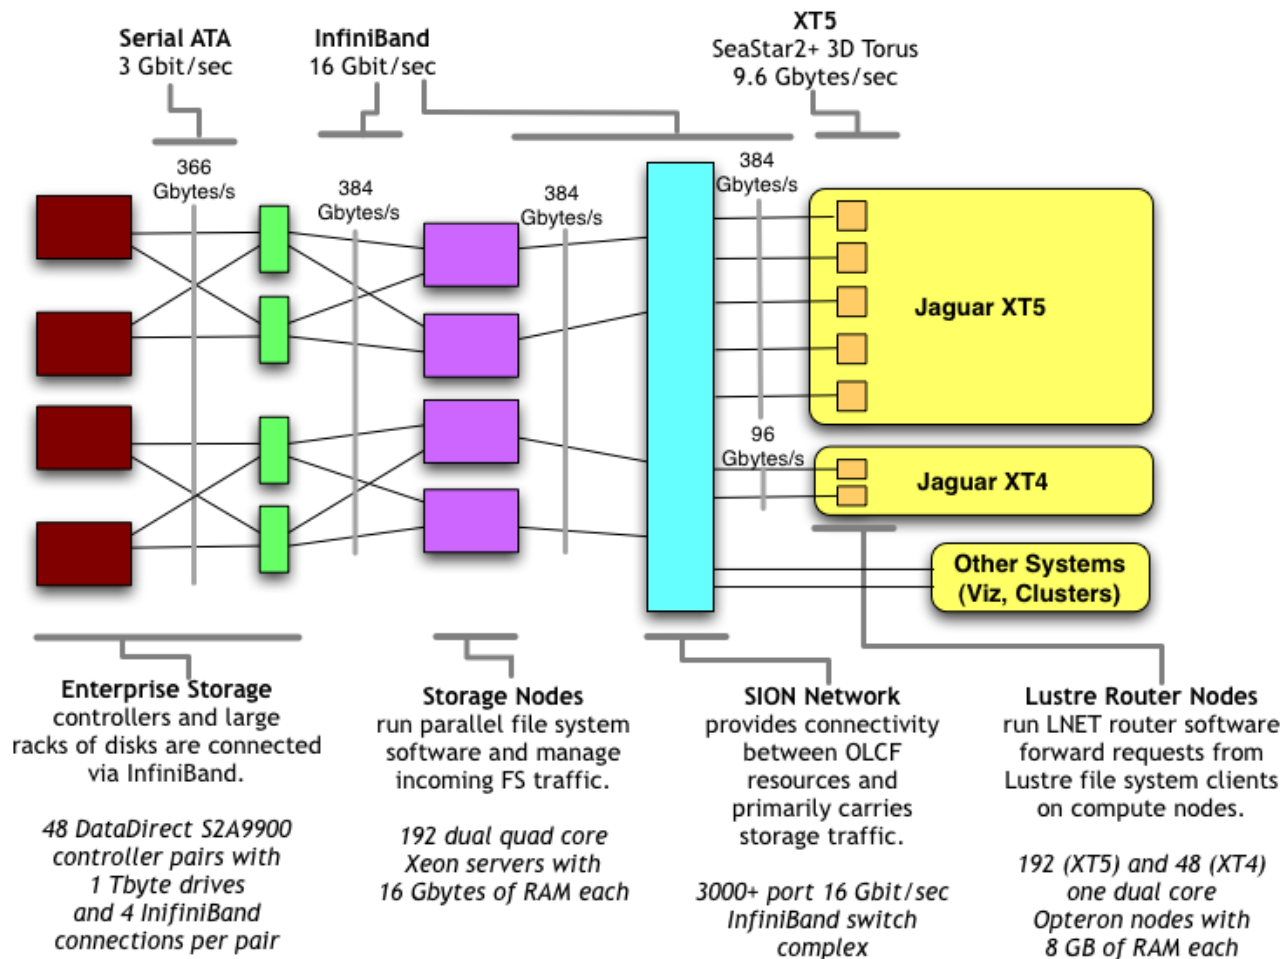 Serial ATA
3 Gbit/sec
InfiniBand
16 Gbit/sec
XT5
SeaStar2+ 3D Torus
9.6 Gbytes/sec
366
Gbytes/s
384
Gbytes/s
384
Gbytes/s
384
Gbytes/s
96
Gbytes/s
Jaguar XT5
Jaguar XT4
Other Systems
(Viz, Clusters)
Enterprise Storage
controllers and large
racks of disks are connected
via InfiniBand.
48 DataDirect S2A9900
controller pairs with
1 Tbyte drives
and 4 InifiniBand
connections per pair
Storage Nodes
run parallel file system
software and manage
incoming FS traffic.
192 dual quad core
Xeon servers with
16 Gbytes of RAM each
SION Network
provides connectivity
between OLCF
resources and
primarily carries
storage traffic.
3000+ port 16 Gbit/sec
InfiniBand switch
complex
Lustre Router Nodes
run LNET router software
forward requests from
Lustre file system clients
on compute nodes.
192 (XT5) and 48 (XT4)
one dual core
Opteron nodes with
8 GB of RAM each